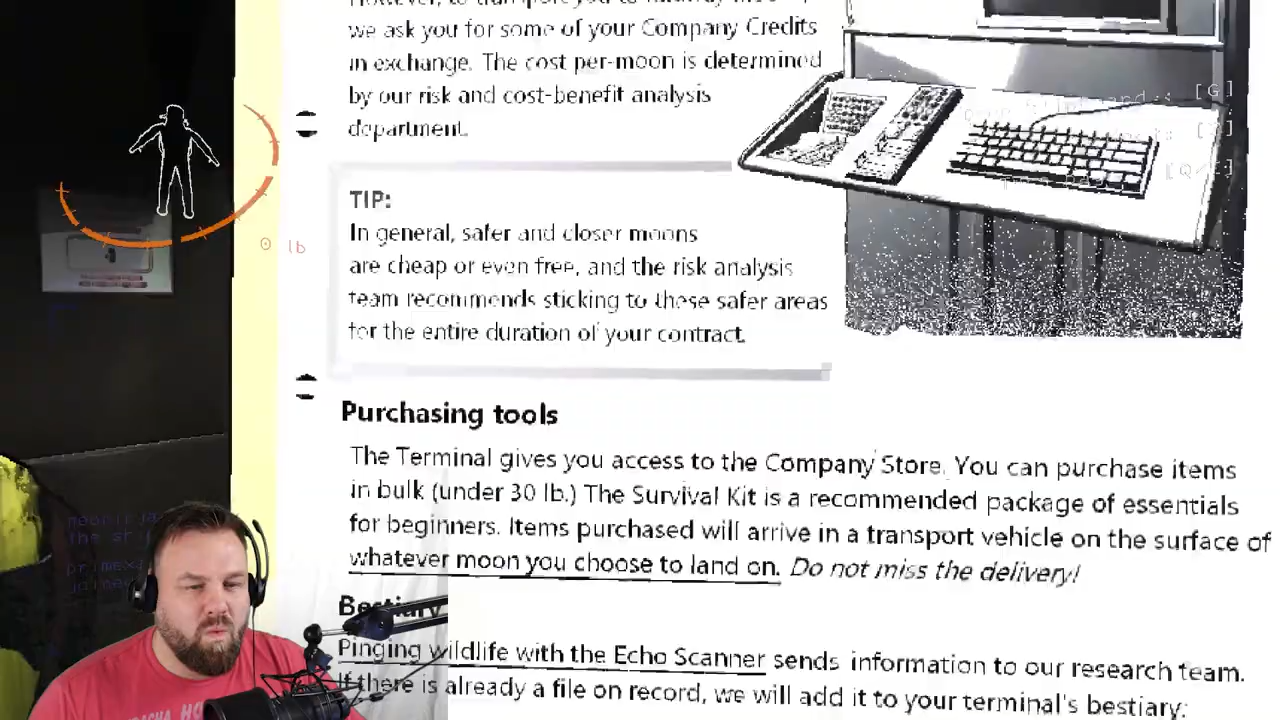 we ask you for some of your Company Credits
in exchange. The cost per-moon is determined
by our risk and cost-benefit analysis
department.
TIP:
In general, safer and closer moons
are cheap or even free, and the risk analysis
team recommends sticking to these safer areas
for the entire duration of your contract.
Purchasing tools
The Terminal gives you access to the Company Store. You can purchase items
in bulk (under 30 lb.) The Survival Kit is a recommended package of essentials
for beginners. Items purchased will arrive in a transport vehicle on the surface of
whatever moon you choose to land on. Do not miss the delivery!
Bestiary
Pinging wildlife with the Echo Scanner sends information to our research team.
If there is already a file on record, we will add it to your terminal's bestiary.
0 lb
[G]